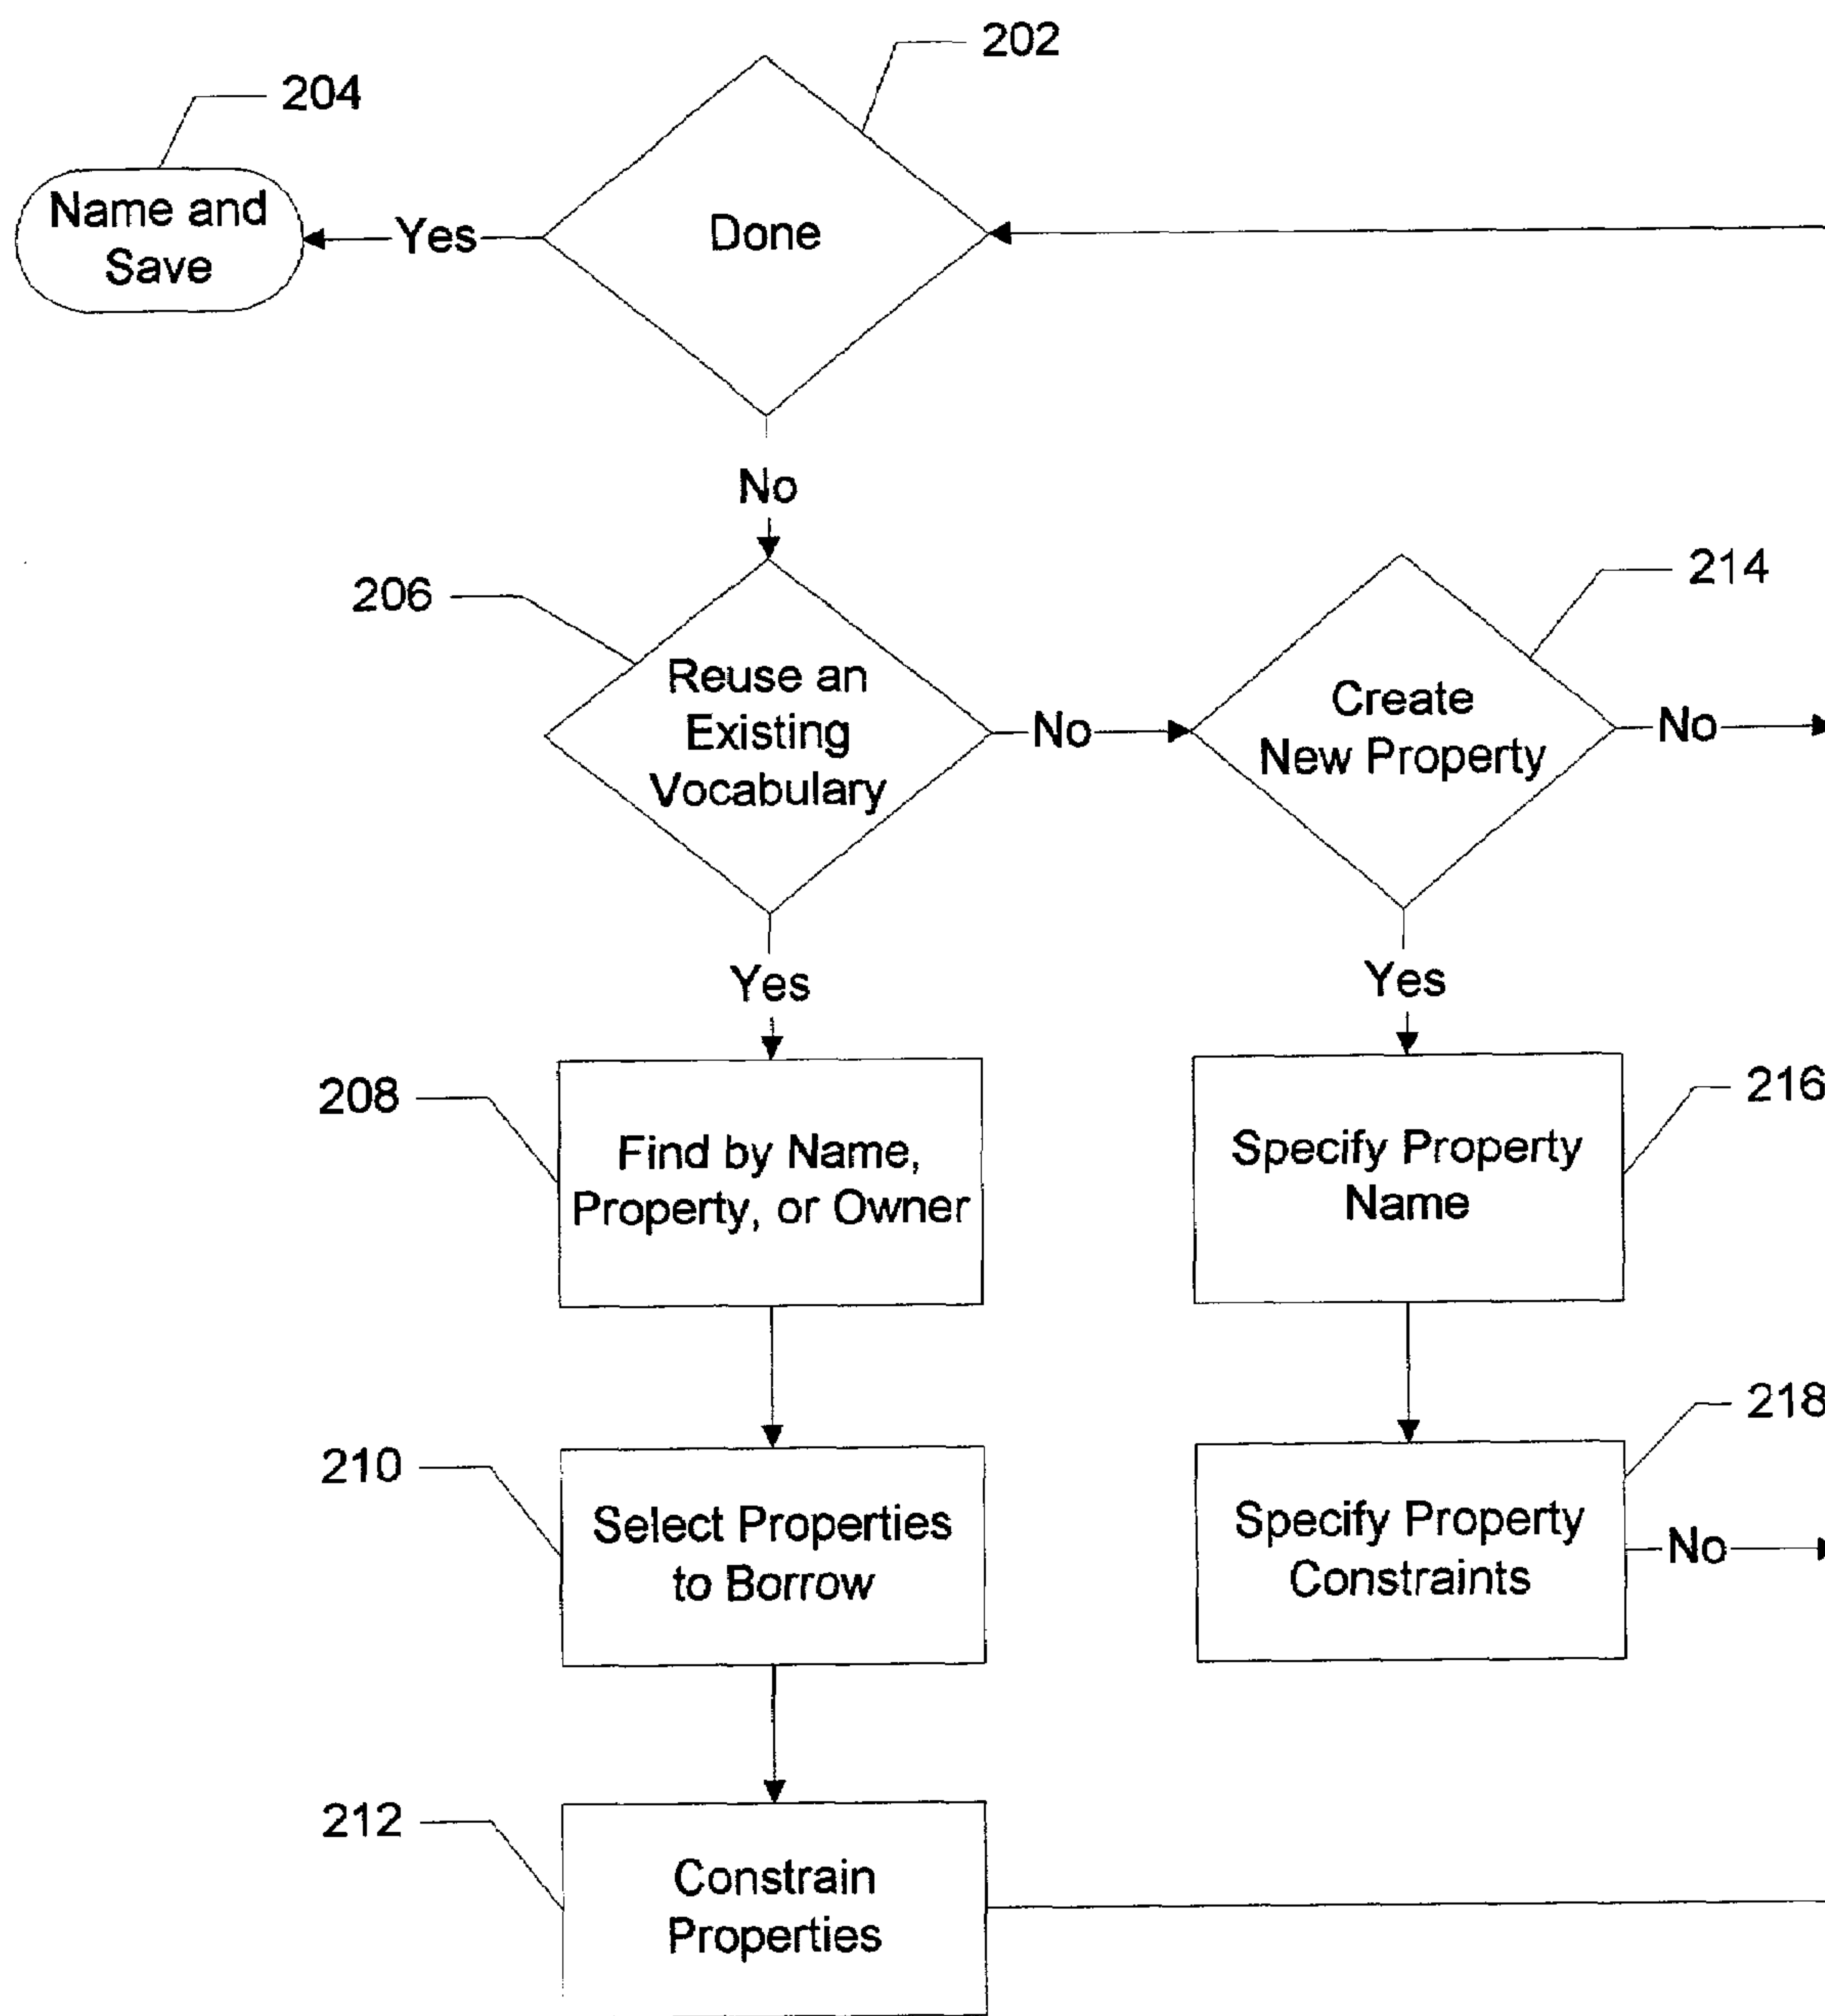 202
204
Name and
Save
Yes
Done
No
206
214
Reuse an
Existing
Vocabulary
No
Create
New Property
No
Yes
Yes
208
216
Find by Name,
Property, or Owner
Specify Property
Name
210
218
Select Properties
to Borrow
Specify Property
Constraints
No
212
Constrain
Properties